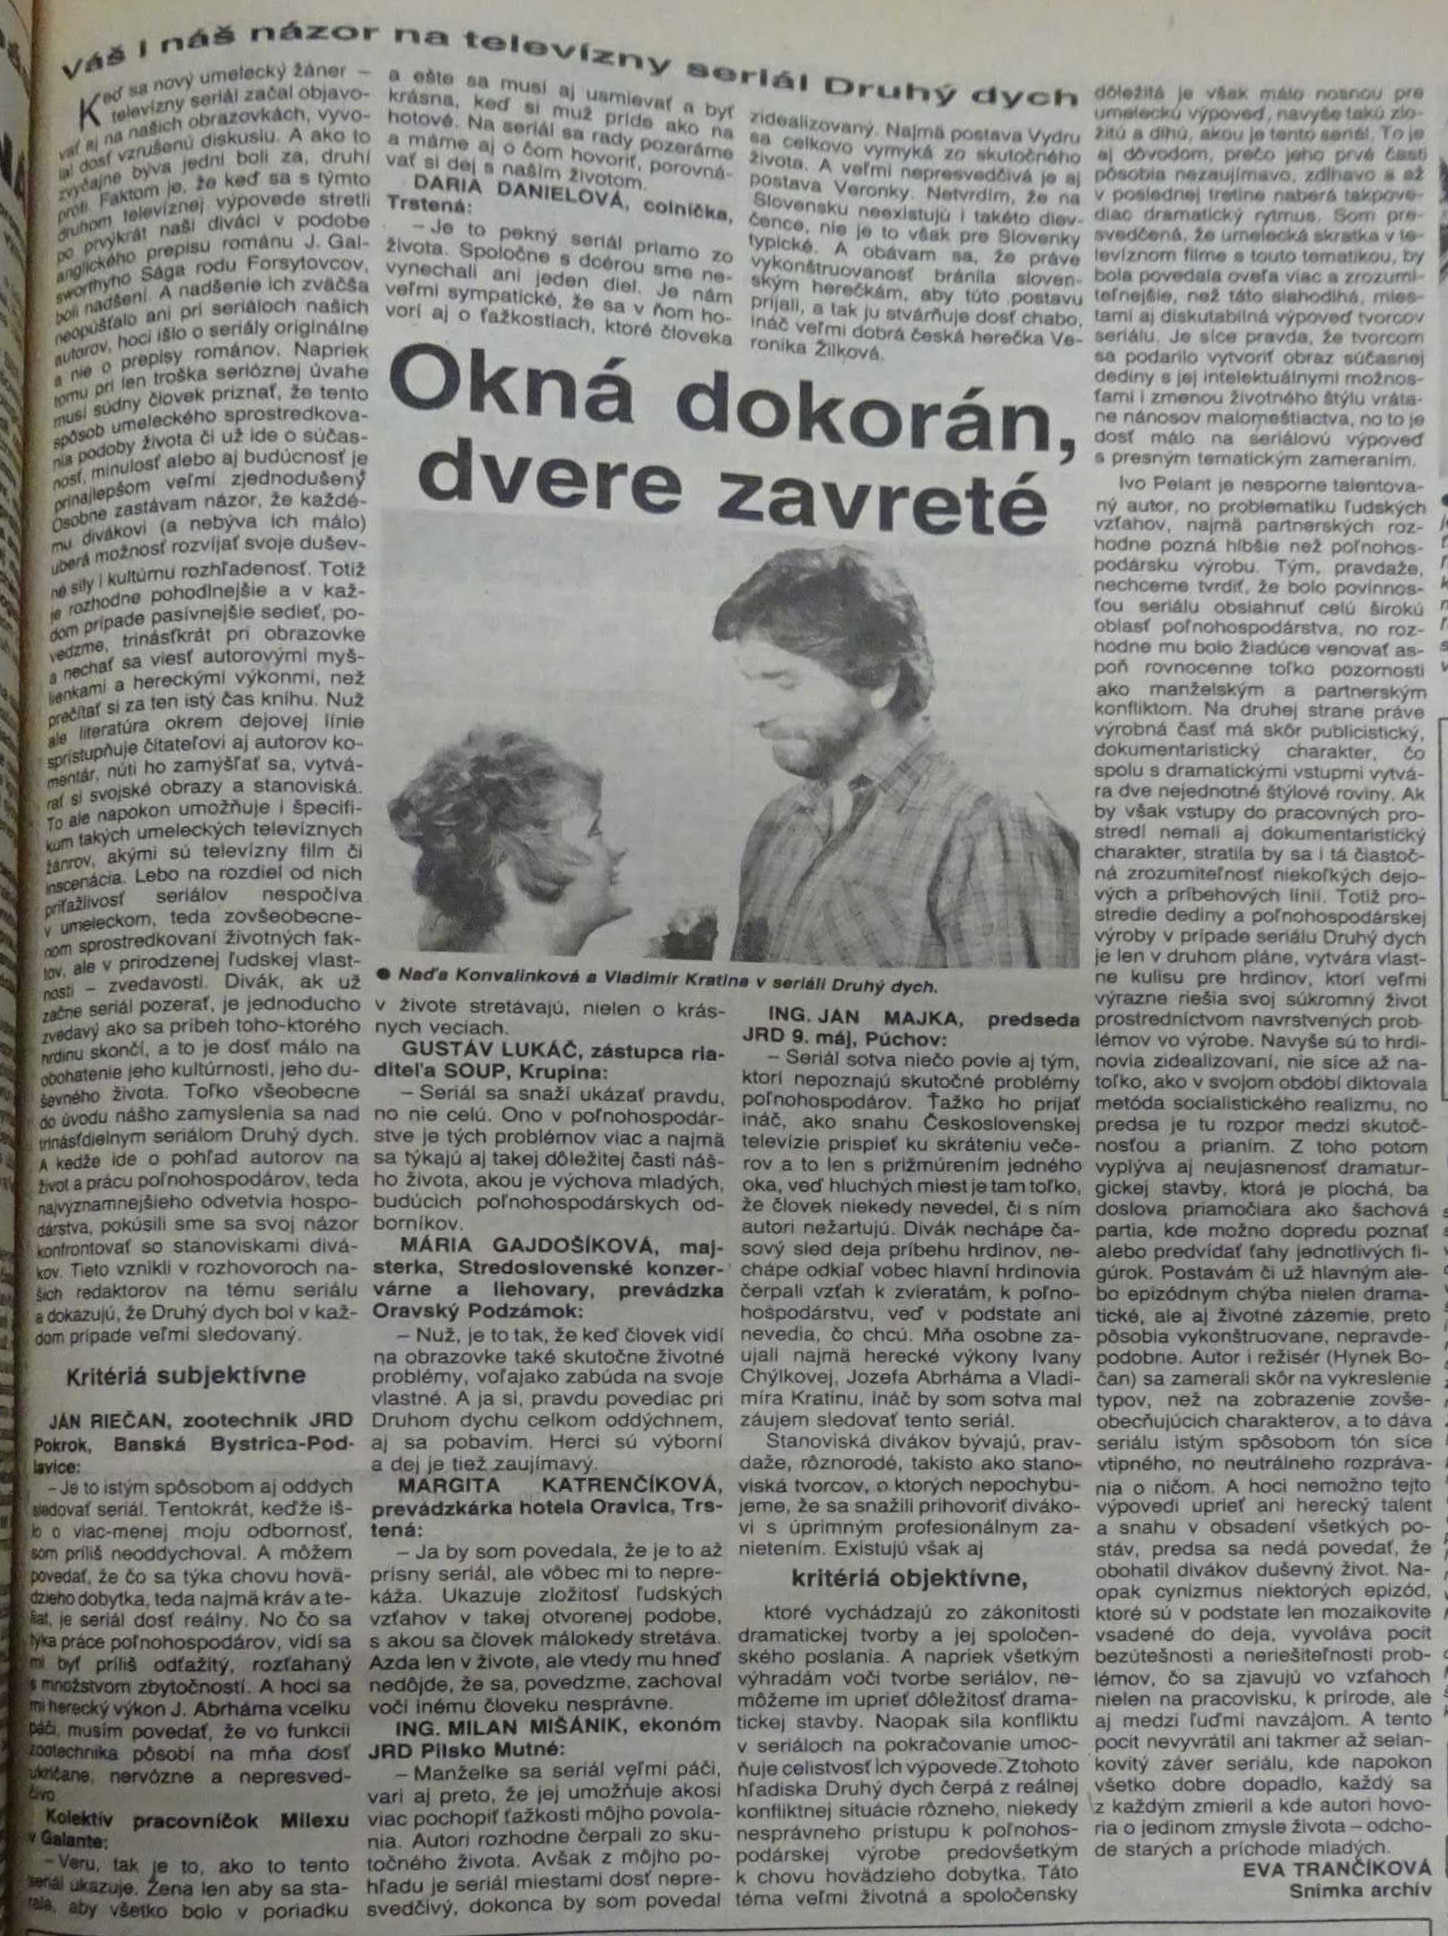 Váš i náš názor na televízny seriál Druhý dych
Keď sa nový umelecký žáner –
televízny seriál začal objavo-
vať aj na našich obrazovkách, vyvo-
lal dosť vzrušenú diskusiu. A ako to
zvyčajne býva jedni boli za, druhí
proti. Faktom je, že keď sa s týmto
druhom televíznej výpovede stretli
po prvýkrát naši diváci v podobe
anglického prepisu románu J. Gal-
sworthyho Sága rodu Forsytovcov,
boli nadšení. A nadšenie ich zväčša
neopúšťalo ani pri seriáloch našich
autorov, hoci išlo o seriály originálne
a nie o prepisy románov. Napriek
tomu pri len troška serióznej úvahe
musí súdny človek priznať, že tento
spôsob umeleckého sprostredkova-
nia podoby života či už ide o súčas-
nosť, minulosť alebo aj budúcnosť je
prinajlepšom veľmi zjednodušený
Osobne zastávam názor, že každé-
mu divákovi (a nebýva ich málo)
uberá možnosť rozvíjať svoje dušev-
né sily i kultúrnu rozhľadenosť. Totiž
je rozhodne pohodlnejšie a v kaž-
dom prípade pasívnejšie sedieť, po-
vedzme, trinásťkrát pri obrazovke
a nechať sa viesť autorovými myš-
lienkami a hereckými výkonmi, než
prečítať si za ten istý čas knihu. Nuž
ale literatúra okrem dejovej línie
sprístupňuje čitateľovi aj autorov ko-
mentár, núti ho zamýšľať sa, vytvá-
rať si svojské obrazy a stanoviská.
To ale napokon umožňuje i špecifi-
kum takých umeleckých televíznych
žánrov, akými sú televízny film či
inscenácia. Lebo na rozdiel od nich
príťažlivosť seriálov nespočíva
v umeleckom, teda zovšeobecne-
nom sprostredkovaní životných fak-
tov, ale v prirodzenej ľudskej vlast-
nosti – zvedavosti. Divák, ak už
začne seriál pozerať, je jednoducho
zvedavý ako sa príbeh toho-ktorého
hrdinu skončí, a to je dosť málo na
obohatenie jeho kultúrnosti, jeho du-
ševného života. Toľko všeobecne
do úvodu nášho zamyslenia sa nad
trinásťdielnym seriálom Druhý dych.
A kedže ide o pohľad autorov na
život a prácu poľnohospodárov, teda
najvýznamnejšieho odvetvia hospo-
dárstva, pokúsili sme sa svoj názor
konfrontovať so stanoviskami divá-
kov. Tieto vznikli v rozhovoroch na-
šich redaktorov na tému seriálu
a dokazujú, že Druhý dych bol v kaž-
dom prípade veľmi sledovaný.
Kritériá subjektívne
JÁN RIEČAN, zootechnik JRD
Pokrok, Banská Bystrica-Pod-
lavice:
– Je to istým spôsobom aj oddych
sledovať seriál. Tentokrát, keďže iš-
lo o viac-menej moju odbornosť,
som príliš neoddychoval. A môžem
povedať, že čo sa týka chovu hovä-
dzieho dobytka, teda najmä kráv a te-
liat, je seriál dosť reálny. No čo sa
týka práce poľnohospodárov, vidí sa
mi byť príliš odťažitý, rozťahaný
s množstvom zbytočností. A hoci sa
mi herecký výkon J. Abrháma vcelku
páči, musím povedať, že vo funkcii
zootechnika pôsobí na mňa dosť
ukričane, nervózne a nepresved-
čivo.
Kolektív pracovníčok Milexu
v Galante:
– Veru, tak je to, ako to tento
seriál ukazuje. Žena len aby sa sta-
rala, aby všetko bolo v poriadku
a ešte sa musí aj usmievať a byť
krásna, keď si muž príde ako na
hotové. Na seriál sa rady pozeráme
a máme aj o čom hovoriť, porovná-
vať si dej s naším životom.
DARIA DANIELOVÁ, colníčka,
Trstená:
– Je to pekný seriál priamo zo
života. Spoločne s dcérou sme ne-
vynechali ani jeden diel. Je nám
veľmi sympatické, že sa v ňom ho-
vorí aj o ťažkostiach, ktoré človeka
zidealizovaný. Najmä postava Vydru
sa celkovo vymyká zo skutočného
života. A veľmi nepresvedčivá je aj
postava Veronky. Netvrdím, že na
Slovensku neexistujú i takéto diev-
čence, nie je to však pre Slovenky
typické. A obávam sa, že práve
vykonštruovanosť bránila sloven-
ským herečkám, aby túto postavu
prijali, a tak ju stvárňuje dosť chabo,
ináč veľmi dobrá česká herečka Ve-
ronika Žilková.
Okná dokorán,
dvere zavreté
● Naďa Konvalinková a Vladimír Kratina v seriáli Druhý dych.
v živote stretávajú, nielen o krás-
nych veciach.
GUSTÁV LUKÁČ, zástupca ria-
diteľa SOUP, Krupina:
– Seriál sa snaží ukázať pravdu,
no nie celú. Ono v poľnohospodár-
stve je tých problémov viac a najmä
sa týkajú aj takej dôležitej časti náš-
ho života, akou je výchova mladých,
budúcich poľnohospodárskych od-
borníkov.
MÁRIA GAJDOŠÍKOVÁ, maj-
sterka, Stredoslovenské konzer-
várne a liehovary, prevádzka
Oravský Podzámok:
– Nuž, je to tak, že keď človek vidí
na obrazovke také skutočne životné
problémy, voľajako zabúda na svoje
vlastné. A ja si, pravdu povediac pri
Druhom dychu celkom oddýchnem,
aj sa pobavím. Herci sú výborní
a dej je tiež zaujímavý.
MARGITA KATRENČÍKOVÁ,
prevádzkárka hotela Oravica, Trs-
tená:
– Ja by som povedala, že je to až
prísny seriál, ale vôbec mi to nepre-
káža. Ukazuje zložitosť ľudských
vzťahov v takej otvorenej podobe,
s akou sa človek málokedy stretáva.
Azda len v živote, ale vtedy mu hneď
nedôjde, že sa, povedzme, zachoval
voči inému človeku nesprávne.
ING. MILAN MIŠÁNIK, ekonóm
JRD Pilsko Mutné:
– Manželke sa seriál veľmi páči,
vari aj preto, že jej umožňuje akosi
viac pochopiť ťažkosti môjho povola-
nia. Autori rozhodne čerpali zo sku-
točného života. Avšak z môjho po-
hľadu je seriál miestami dosť nepre-
svedčivý, dokonca by som povedal
ING. JÁN MAJKA, predseda
JRD 9. máj, Púchov:
– Seriál sotva niečo povie aj tým,
ktorí nepoznajú skutočné problémy
poľnohospodárov. Ťažko ho prijať
ináč, ako snahu Československej
televízie prispieť ku skráteniu veče-
rov a to len s prižmúrením jedného
oka, veď hluchých miest je tam toľko,
že človek niekedy nevedel, či s ním
autori nežartujú. Divák nechápe ča-
sový sled deja príbehu hrdinov, ne-
chápe odkiaľ vobec hlavní hrdinovia
čerpali vzťah k zvieratám, k poľno-
hospodárstvu, veď v podstate ani
nevedia, čo chcú. Mňa osobne za-
ujali najmä herecké výkony Ivany
Chýlkovej, Jozefa Abrháma a Vladi-
míra Kratinu, ináč by som sotva mal
záujem sledovať tento seriál.
Stanoviská divákov bývajú, prav-
daže, rôznorodé, takisto ako stano-
viská tvorcov, o ktorých nepochybu-
jeme, že sa snažili prihovoriť diváko-
vi s úprimným profesionálnym za-
nietením. Existujú však aj
kritériá objektívne,
ktoré vychádzajú zo zákonitosti
dramatickej tvorby a jej spoločen-
ského poslania. A napriek všetkým
výhradám voči tvorbe seriálov, ne-
môžeme im uprieť dôležitosť drama-
tickej stavby. Naopak sila konfliktu
v seriáloch na pokračovanie umoc-
ňuje celistvosť ich výpovede. Z tohoto
hľadiska Druhý dych čerpá z reálnej
konfliktnej situácie rôzneho, niekedy
nesprávneho prístupu k poľnohos-
podárskej výrobe predovšetkým
k chovu hovädzieho dobytka. Táto
téma veľmi životná a spoločensky
dôležitá je však málo nosnou pre
umeleckú výpoveď, navyše takú zlo-
žitú a dlhú, akou je tento seriál. To je
aj dôvodom, prečo jeho prvé časti
pôsobia nezaujímavo, zdĺhavo a až
v poslednej tretine naberá takpove-
diac dramatický rytmus. Som pre-
svedčená, že umelecká skratka v te-
levíznom filme s touto tematikou, by
bola povedala oveľa viac a zrozumi-
teľnejšie, než táto siahodlhá, mies-
tami aj diskutabilná výpoveď tvorcov
seriálu. Je síce pravda, že tvorcom
sa podarilo vytvoriť obraz súčasnej
dediny s jej intelektuálnymi možnos-
ťami i zmenou životného štýlu vráta-
ne nánosov malomeštiactva, no to je
dosť málo na seriálovú výpoveď
s presným tematickým zameraním.
Ivo Pelant je nesporne talentova-
ný autor, no problematiku ľudských
vzťahov, najmä partnerských roz-
hodne pozná hlbšie než poľnohos-
podársku výrobu. Tým, pravdaže,
nechceme tvrdiť, že bolo povinnos-
ťou seriálu obsiahnuť celú širokú
oblasť poľnohospodárstva, no roz-
hodne mu bolo žiadúce venovať as-
poň rovnocenne toľko pozornosti
ako manželským a partnerským
konfliktom. Na druhej strane práve
výrobná časť má skôr publicistický,
dokumentaristický charakter, čo
spolu s dramatickými vstupmi vytvá-
ra dve nejednotné štýlové roviny. Ak
by však vstupy do pracovných pro-
stredí nemali aj dokumentaristický
charakter, stratila by sa i tá čiastoč-
ná zrozumiteľnosť niekoľkých dejo-
vých a príbehových línií. Totiž pro-
stredie dediny a poľnohospodárskej
výroby v prípade seriálu Druhý dych
je len v druhom pláne, vytvára vlast-
ne kulisu pre hrdinov, ktorí veľmi
výrazne riešia svoj súkromný život
prostredníctvom navrstvených prob-
lémov vo výrobe. Navyše sú to hrdi-
novia zidealizovaní, nie síce až na-
toľko, ako v svojom období diktovala
metóda socialistického realizmu, no
predsa je tu rozpor medzi skutoč-
nosťou a prianím. Z toho potom
vyplýva aj neujasnenosť dramatur-
gickej stavby, ktorá je plochá, ba
doslova priamočiara ako šachová
partia, kde možno dopredu poznať
alebo predvídať ťahy jednotlivých fi-
gúrok. Postavám či už hlavným ale-
bo epizódnym chýba nielen drama-
tické, ale aj životné zázemie, preto
pôsobia vykonštruovane, nepravde-
podobne. Autor i režisér (Hynek Bo-
čan) sa zamerali skôr na vykreslenie
typov, než na zobrazenie zovše-
obecňujúcich charakterov, a to dáva
seriálu istým spôsobom tón síce
vtipného, no neutrálneho rozpráva-
nia o ničom. A hoci nemožno tejto
výpovedi uprieť ani herecký talent
a snahu v obsadení všetkých po-
stáv, predsa sa nedá povedať, že
obohatil divákov duševný život. Na-
opak cynizmus niektorých epizód,
ktoré sú v podstate len mozaikovite
vsadené do deja, vyvoláva pocit
bezútešnosti a neriešiteľnosti prob-
lémov, čo sa zjavujú vo vzťahoch
nielen na pracovisku, k prírode, ale
aj medzi ľuďmi navzájom. A tento
pocit nevyvrátil ani takmer až selan-
kovitý záver seriálu, kde napokon
všetko dobre dopadlo, každý sa
z každým zmieril a kde autori hovo-
ria o jedinom zmysle života – odcho-
de starých a príchode mladých.
EVA TRANČÍKOVÁ
Snímka archív